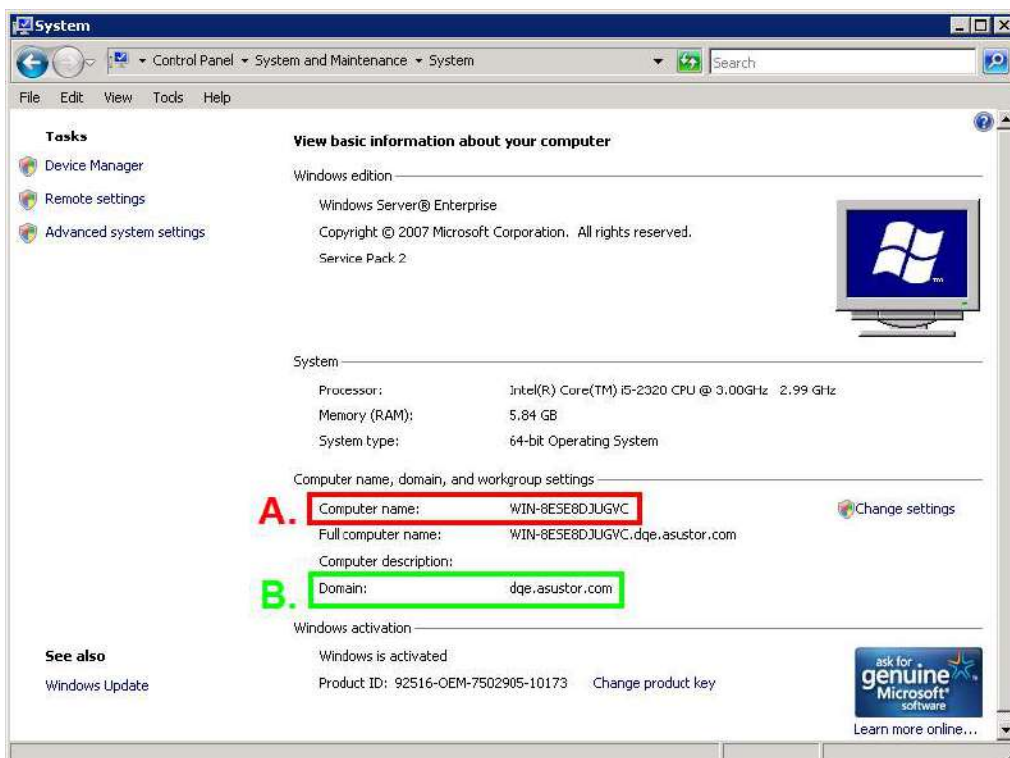 System
Control Panel System and Maintenance System
Search
File Edit View Tools Help
Tasks
Device Manager
Remote settings
Advanced system settings
See also
Windows Update
View basic information about your computer
Windows edition
Windows Server® Enterprise
Copyright © 2007 Microsoft Corporation. All rights reserved.
Service Pack 2
TM
System
Processor: Intel(R) Core(TM) i5-2320 CPU @ 3.00GHz 2.99 GHz
Memory (RAM): 5.84 GB
System type: 64-bit Operating System
Computer name, domain, and workgroup settings
A. Computer name: WIN-8ESE8DJUGVC
Change settings
Full computer name: WIN-8ESE8DJUGVC.dqe.asustor.com
Computer description:
B. Domain: dqe.asustor.com
Windows activation
Windows is activated
Product ID: 92516-OEM-7502905-10173 Change product key
ask for
genuine
Microsoft®
software
Learn more online...